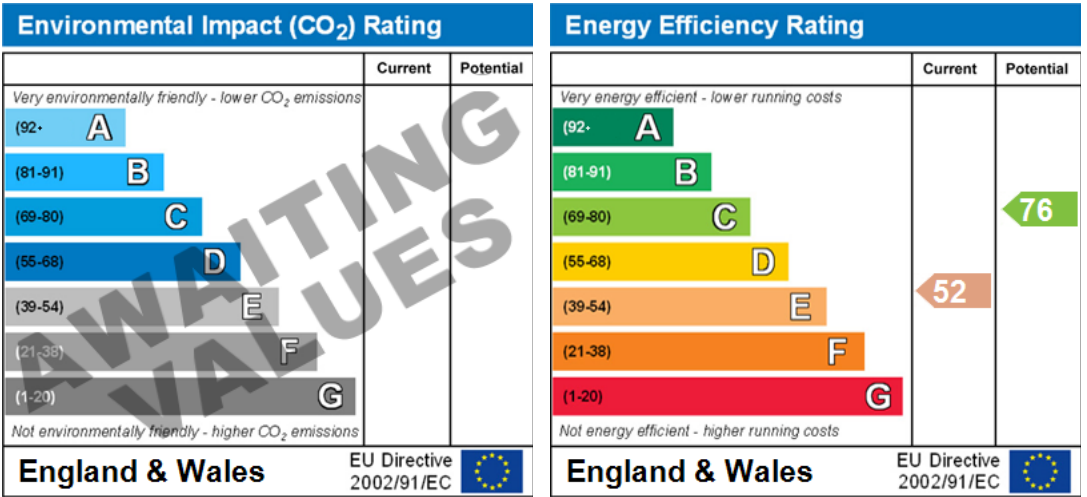 Environmental Impact (CO₂) Rating
Current Potential
Very environmentally friendly - lower CO₂ emissions
(92+ A
(81-91) B
(69-80) C
(55-68) D
(39-54) E
(21-38) F
(1-20) G
Not environmentally friendly - higher CO₂ emissions
AWAITING
VALUES
England & Wales
EU Directive
2002/91/EC
Energy Efficiency Rating
Current Potential
Very energy efficient - lower running costs
(92+ A
(81-91) B
(69-80) C
76
(55-68) D
(39-54) E
52
(21-38) F
(1-20) G
Not energy efficient - higher running costs
England & Wales
EU Directive
2002/91/EC